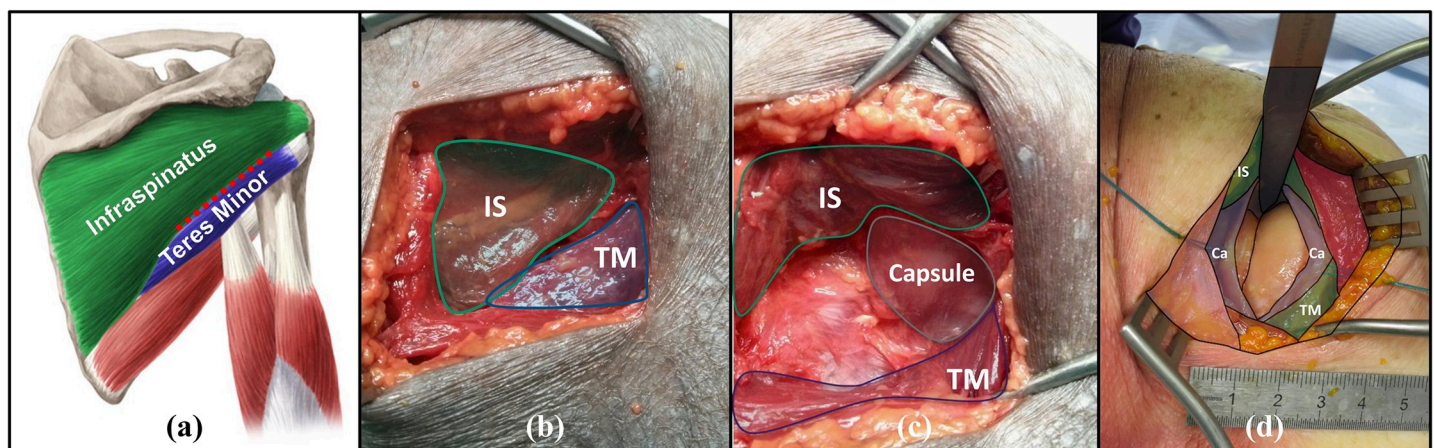 Infraspinatus
Teres Minor
(a)
IS
TM
(b)
IS
Capsule
TM
(c)
IS
Ca
Ca
TM
1 2 3 4 5
(d)